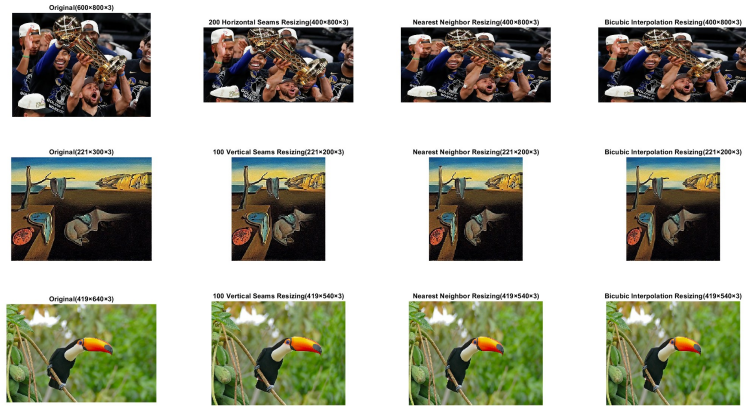 Original(600×800×3)
200 Horizontal Seams Resizing(400×800×3)
Nearest Neighbor Resizing(400×800×3)
Bicubic Interpolation Resizing(400×800×3)
Original(221×300×3)
100 Vertical Seams Resizing(221×200×3)
Nearest Neighbor Resizing(221×200×3)
Bicubic Interpolation Resizing(221×200×3)
Original(419×640×3)
100 Vertical Seams Resizing(419×540×3)
Nearest Neighbor Resizing(419×540×3)
Bicubic Interpolation Resizing(419×540×3)